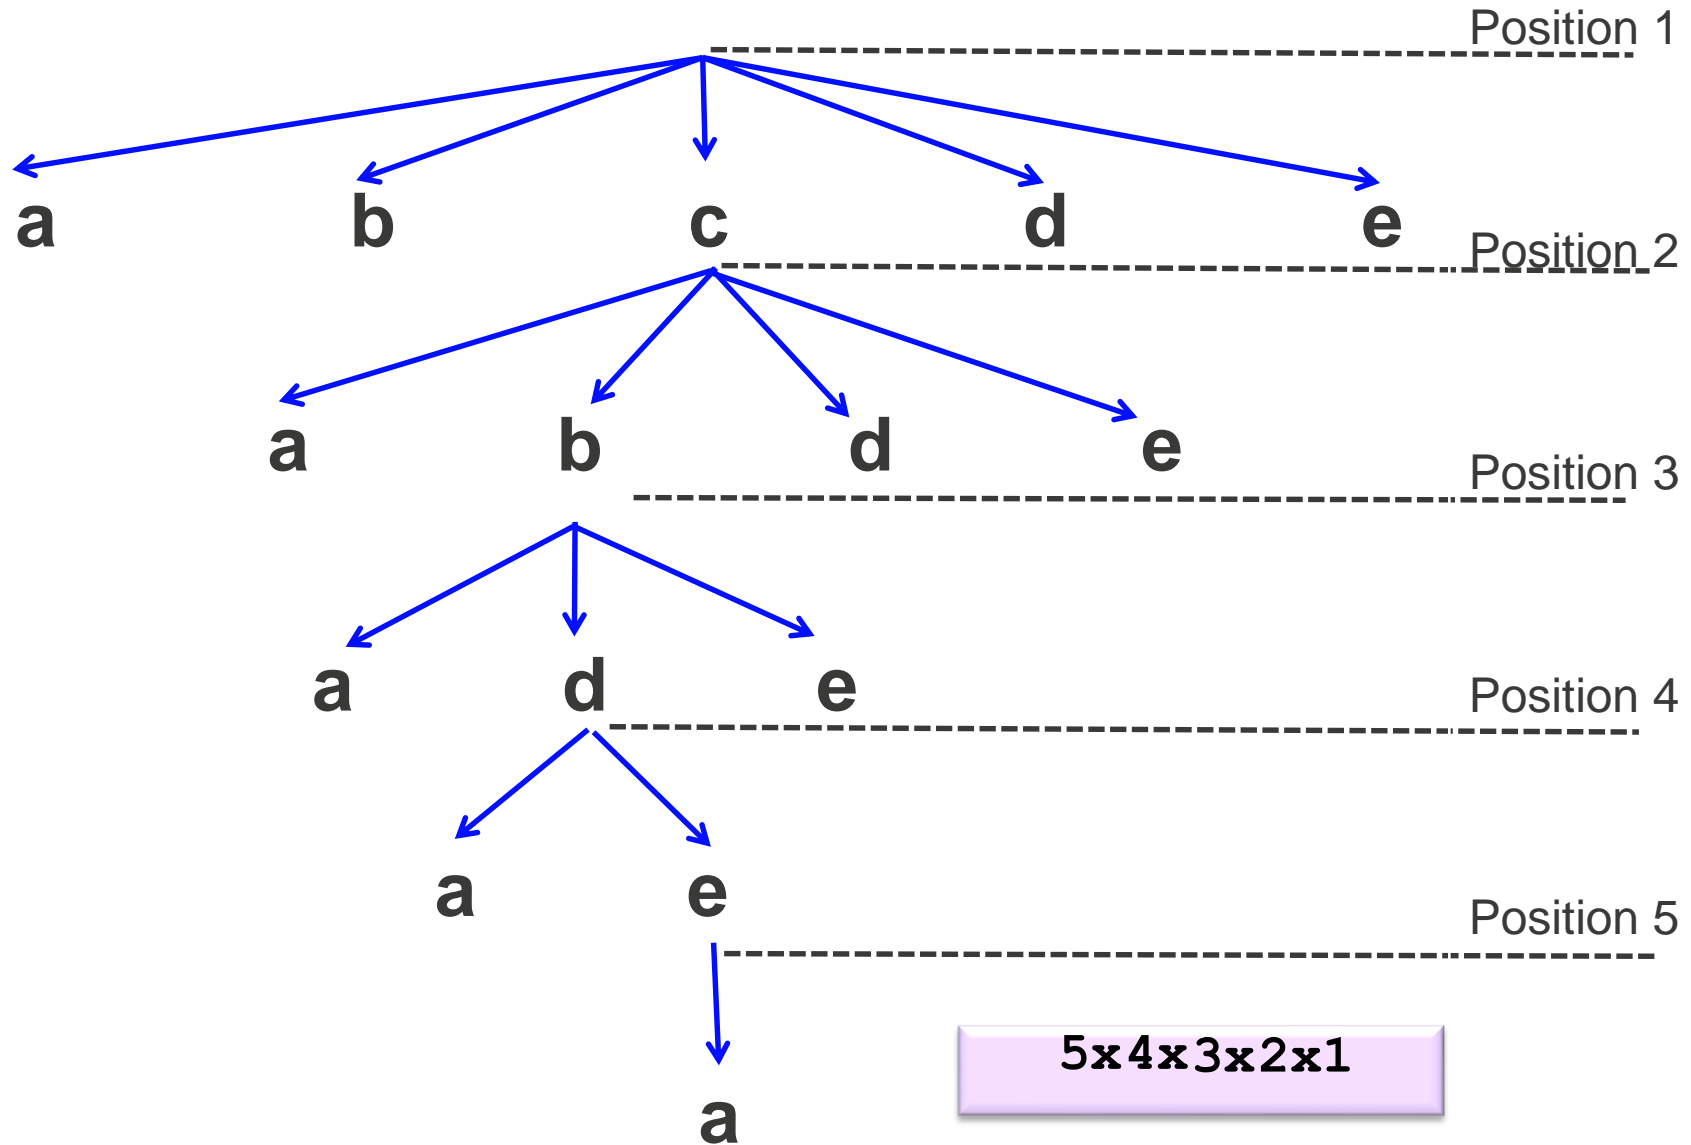 Position 1
a b c d e
Position 2
a b d e
Position 3
a d e
Position 4
a e
Position 5
5x4x3x2x1
a